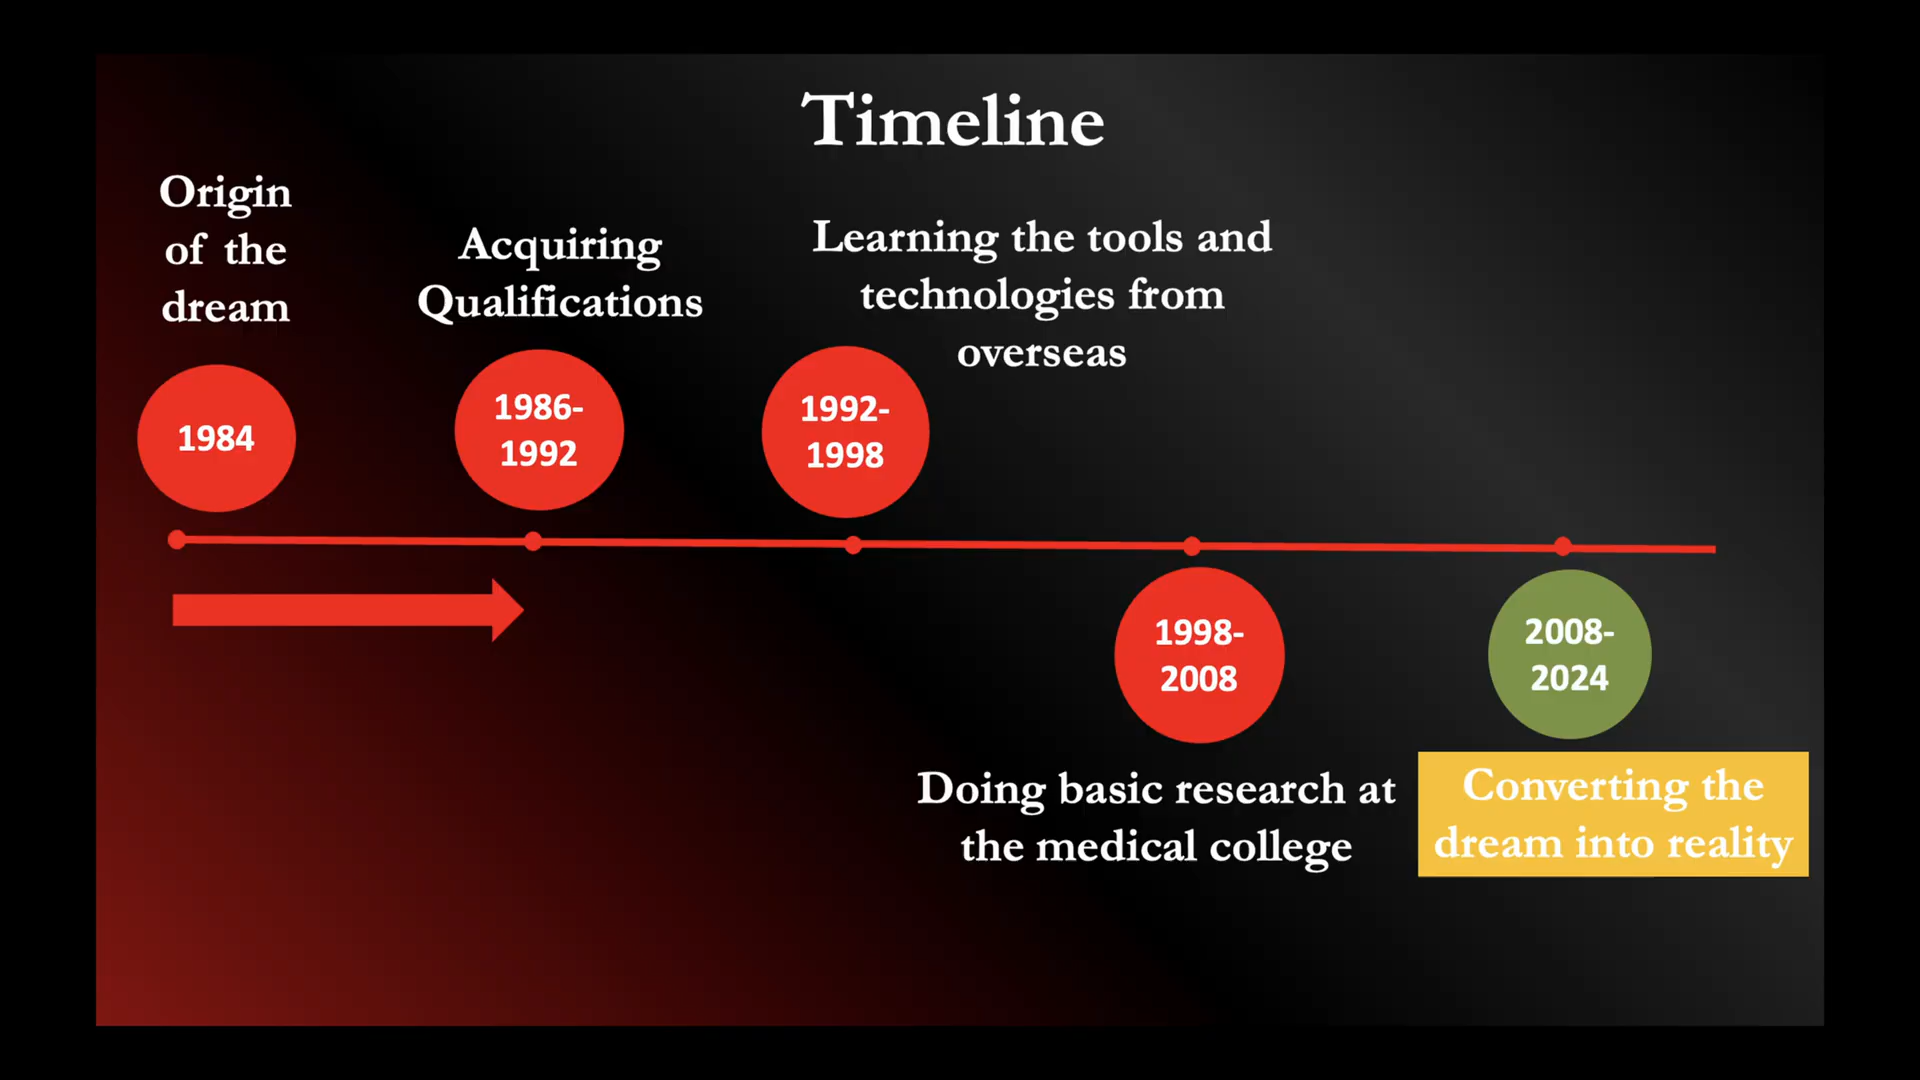 Timeline
Origin
of the
dream
1984
Acquiring
Qualifications
1986-
1992
Learning the tools and
technologies from
overseas
1992-
1998
1998-
2008
Doing basic research at
the medical college
2008-
2024
Converting the
dream into reality